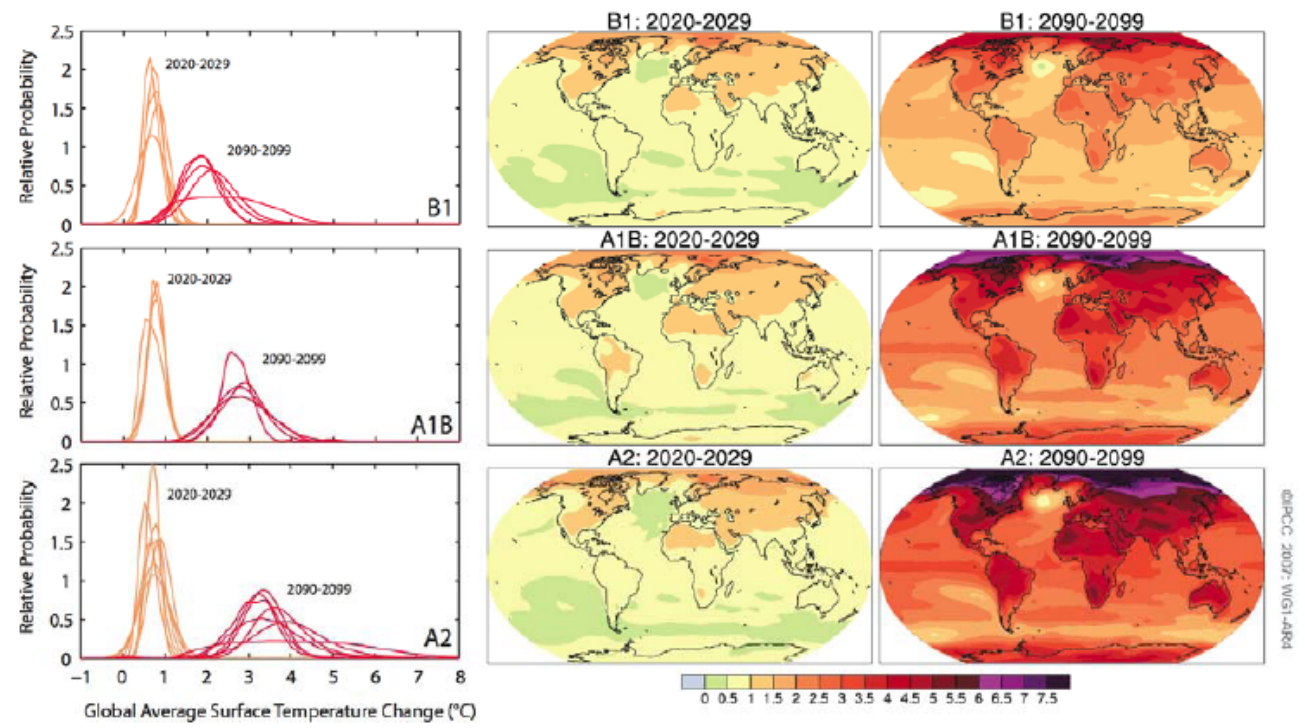 B1: 2020-2029
B1: 2090-2099
Relative Probability
2.5
2
1.5
1
0.5
0
2020-2029
2090-2099
B1
A1B: 2020-2029
A1B: 2090-2099
Relative Probability
2.5
2
1.5
1
0.5
0
2020-2029
2090-2099
A1B
A2: 2020-2029
A2: 2090-2099
Relative Probability
2.5
2
1.5
1
0.5
0
2020-2029
2090-2099
A2
-1 0 1 2 3 4 5 6 7 8
Global Average Surface Temperature Change (°C)
0 0.5 1 1.5 2 2.5 3 3.5 4 4.5 5 5.5 6 6.5 7 7.5
©IPCC 2007: WG1-AR4